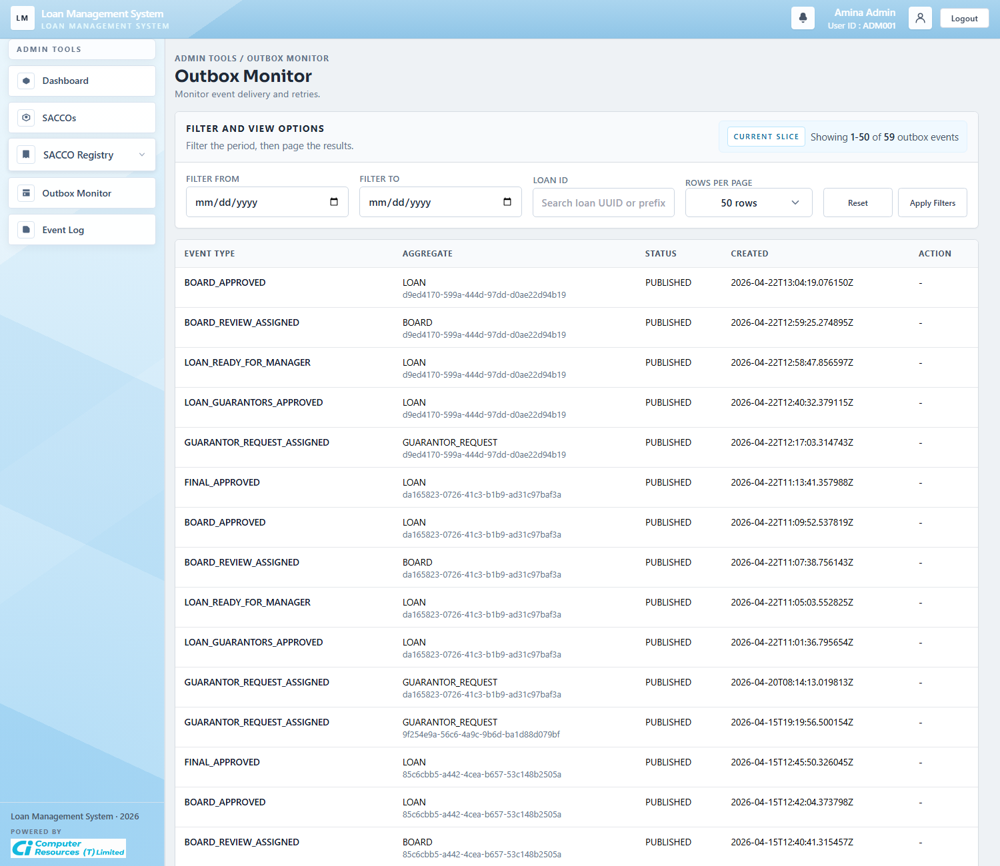 LM
Loan Management System
LOAN MANAGEMENT SYSTEM
Amina Admin
User ID : ADM001
Logout
ADMIN TOOLS
Dashboard
SACCOs
SACCO Registry
Outbox Monitor
Event Log
ADMIN TOOLS / OUTBOX MONITOR
Outbox Monitor
Monitor event delivery and retries.
FILTER AND VIEW OPTIONS
Filter the period, then page the results.
CURRENT SLICE Showing 1-50 of 59 outbox events
FILTER FROM FILTER TO LOAN ID ROWS PER PAGE
mm/dd/yyyy mm/dd/yyyy Search loan UUID or prefix 50 rows Reset Apply Filters
EVENT TYPE AGGREGATE STATUS CREATED ACTION
BOARD_APPROVED LOAN PUBLISHED 2026-04-22T13:04:19.076150Z -
d9ed4170-599a-444d-97dd-d0ae22d94b19
BOARD_REVIEW_ASSIGNED BOARD PUBLISHED 2026-04-22T12:59:25.274895Z -
d9ed4170-599a-444d-97dd-d0ae22d94b19
LOAN_READY_FOR_MANAGER LOAN PUBLISHED 2026-04-22T12:58:47.856597Z -
d9ed4170-599a-444d-97dd-d0ae22d94b19
LOAN_GUARANTORS_APPROVED LOAN PUBLISHED 2026-04-22T12:40:32.379115Z -
d9ed4170-599a-444d-97dd-d0ae22d94b19
GUARANTOR_REQUEST_ASSIGNED GUARANTOR_REQUEST PUBLISHED 2026-04-22T12:17:03.314743Z -
d9ed4170-599a-444d-97dd-d0ae22d94b19
FINAL_APPROVED LOAN PUBLISHED 2026-04-22T11:13:41.357988Z -
da165823-0726-41c3-b1b9-ad31c97baf3a
BOARD_APPROVED LOAN PUBLISHED 2026-04-22T11:09:52.537819Z -
da165823-0726-41c3-b1b9-ad31c97baf3a
BOARD_REVIEW_ASSIGNED BOARD PUBLISHED 2026-04-22T11:07:38.756143Z -
da165823-0726-41c3-b1b9-ad31c97baf3a
LOAN_READY_FOR_MANAGER LOAN PUBLISHED 2026-04-22T11:05:03.552825Z -
da165823-0726-41c3-b1b9-ad31c97baf3a
LOAN_GUARANTORS_APPROVED LOAN PUBLISHED 2026-04-22T11:01:36.795654Z -
da165823-0726-41c3-b1b9-ad31c97baf3a
GUARANTOR_REQUEST_ASSIGNED GUARANTOR_REQUEST PUBLISHED 2026-04-20T08:14:13.019813Z -
da165823-0726-41c3-b1b9-ad31c97baf3a
GUARANTOR_REQUEST_ASSIGNED GUARANTOR_REQUEST PUBLISHED 2026-04-15T19:19:56.500154Z -
9f254e9a-56c6-4a9c-9b6d-ba1d88d079bf
FINAL_APPROVED LOAN PUBLISHED 2026-04-15T12:45:50.326045Z -
85c6cbb5-a442-4cea-b657-53c148b2505a
BOARD_APPROVED LOAN PUBLISHED 2026-04-15T12:42:04.373798Z -
85c6cbb5-a442-4cea-b657-53c148b2505a
BOARD_REVIEW_ASSIGNED BOARD PUBLISHED 2026-04-15T12:40:41.315457Z -
85c6cbb5-a442-4cea-b657-53c148b2505a
Loan Management System · 2026
POWERED BY
Ci Computer
Resources (T) Limited